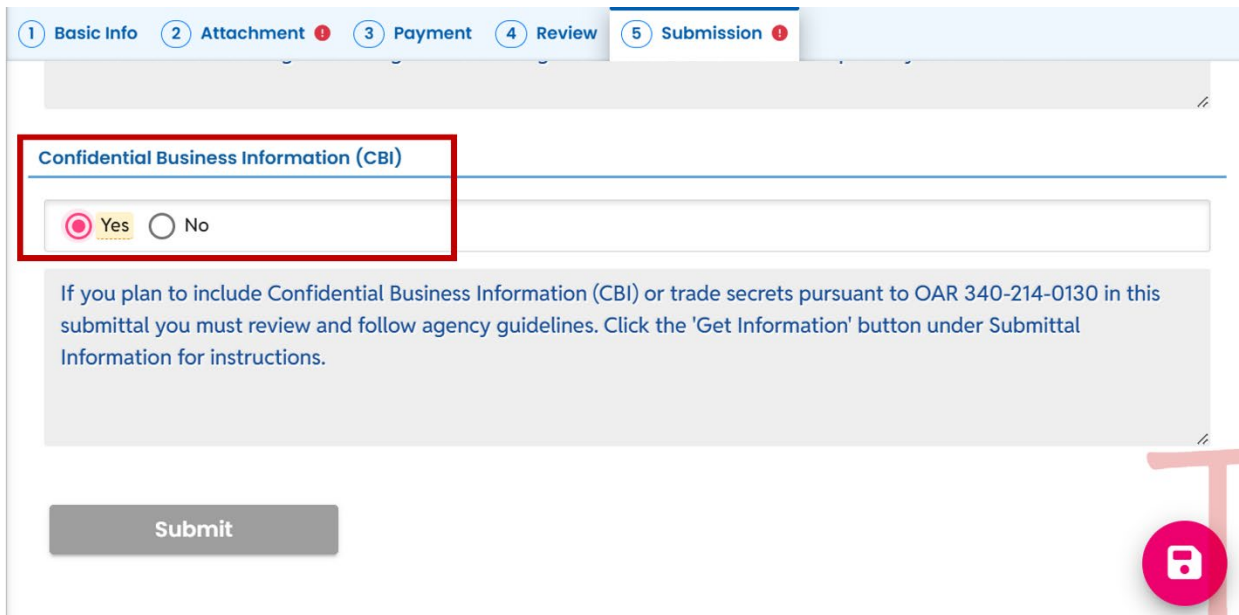 1 Basic Info 2 Attachment ! 3 Payment 4 Review 5 Submission !
Confidential Business Information (CBI)
Yes No
If you plan to include Confidential Business Information (CBI) or trade secrets pursuant to OAR 340-214-0130 in this
submittal you must review and follow agency guidelines. Click the 'Get Information' button under Submittal
Information for instructions.
Submit